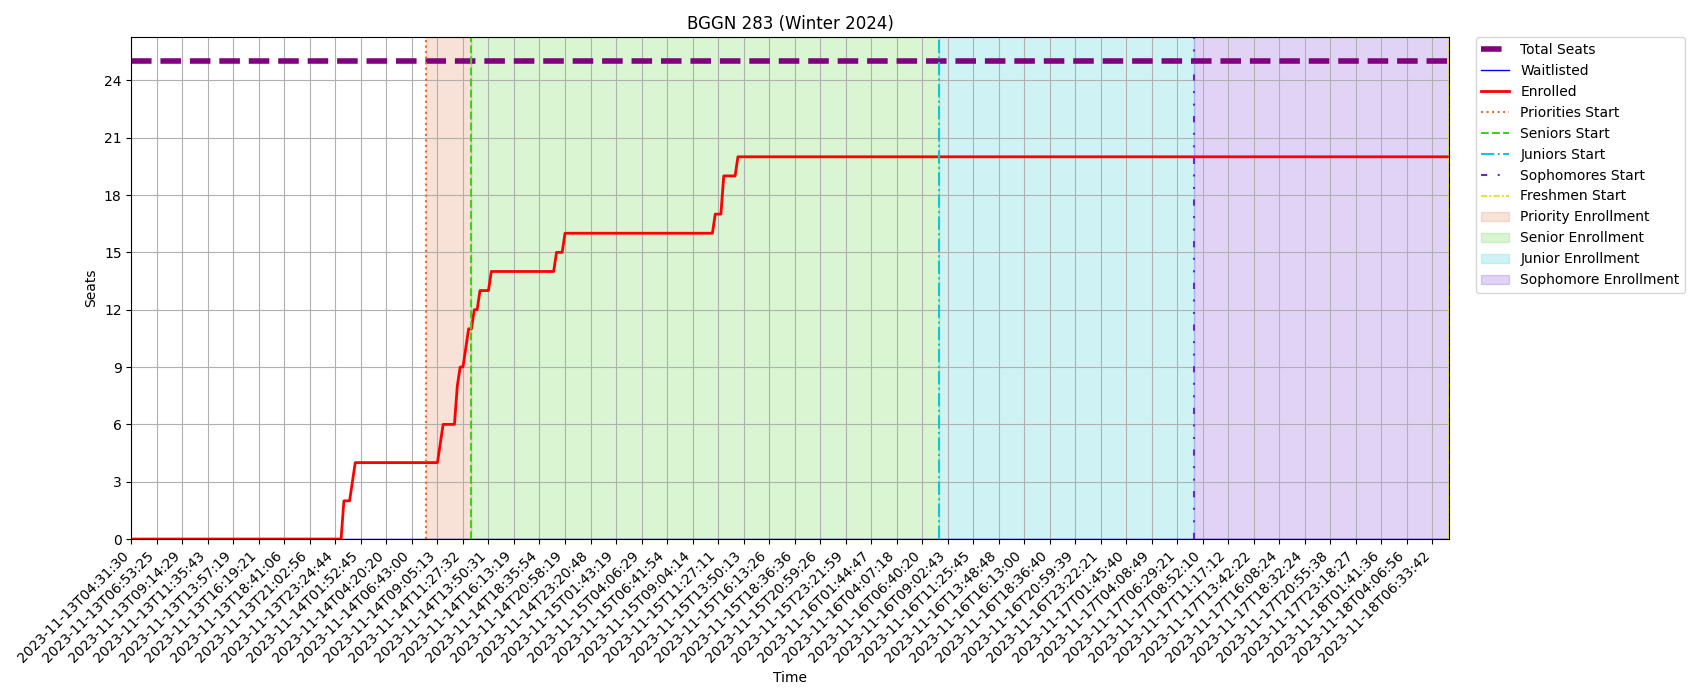 BGGN 283 (Winter 2024)
Total Seats
Waitlisted
Enrolled
Priorities Start
Seniors Start
Juniors Start
Sophomores Start
Freshmen Start
Priority Enrollment
Senior Enrollment
Junior Enrollment
Sophomore Enrollment
Seats
24
21
18
15
12
9
6
3
0
2023-11-13T04:31:30
2023-11-13T06:53:25
2023-11-13T09:14:29
2023-11-13T11:35:43
2023-11-13T13:57:19
2023-11-13T16:19:21
2023-11-13T18:41:06
2023-11-13T21:02:56
2023-11-13T23:24:44
2023-11-14T01:52:45
2023-11-14T04:20:20
2023-11-14T06:43:00
2023-11-14T09:05:13
2023-11-14T11:27:32
2023-11-14T13:50:31
2023-11-14T16:13:19
2023-11-14T18:35:54
2023-11-14T20:58:19
2023-11-14T23:20:48
2023-11-15T01:43:19
2023-11-15T04:06:29
2023-11-15T06:41:54
2023-11-15T09:04:14
2023-11-15T11:27:11
2023-11-15T13:50:13
2023-11-15T16:13:26
2023-11-15T18:36:36
2023-11-15T20:59:26
2023-11-15T23:21:59
2023-11-16T01:44:47
2023-11-16T04:07:18
2023-11-16T06:40:20
2023-11-16T09:02:43
2023-11-16T11:25:45
2023-11-16T13:48:48
2023-11-16T16:13:00
2023-11-16T18:36:40
2023-11-16T20:59:39
2023-11-16T23:22:21
2023-11-17T01:45:40
2023-11-17T04:08:49
2023-11-17T06:29:21
2023-11-17T08:52:10
2023-11-17T11:17:12
2023-11-17T13:42:22
2023-11-17T16:08:24
2023-11-17T18:32:24
2023-11-17T20:55:38
2023-11-17T23:18:27
2023-11-18T01:41:36
2023-11-18T04:06:56
2023-11-18T06:33:42
Time